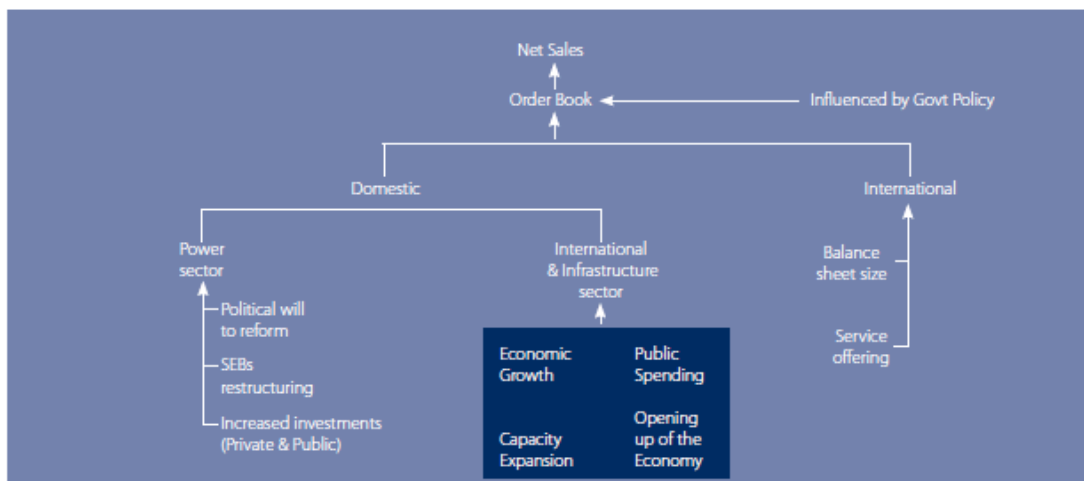 Net Sales
Order Book
Influenced by Govt Policy
Domestic
International
Power
sector
International
& Infrastructure
sector
Balance
sheet size
Political will
to reform
Service
offering
SEBs
restructuring
Increased investments
(Private & Public)
Economic
Growth
Public
Spending
Capacity
Expansion
Opening
up of the
Economy